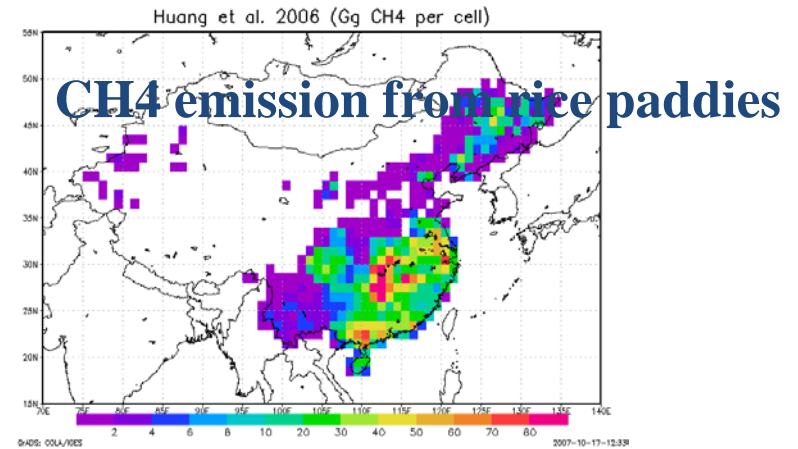 Huang et al. 2006 (Gg CH4 per cell)
55N
50N
CH4 emission from rice paddies
45N
40N
35N
30N
25N
20N
15N
70E 75E 80E 85E 90E 95E 100E 105E 110E 115E 120E 125E 130E 135E 140E
2 4 6 8 10 20 30 40 50 60 70 80
GrADS: COLA/IGES 2007-10-17-12:33